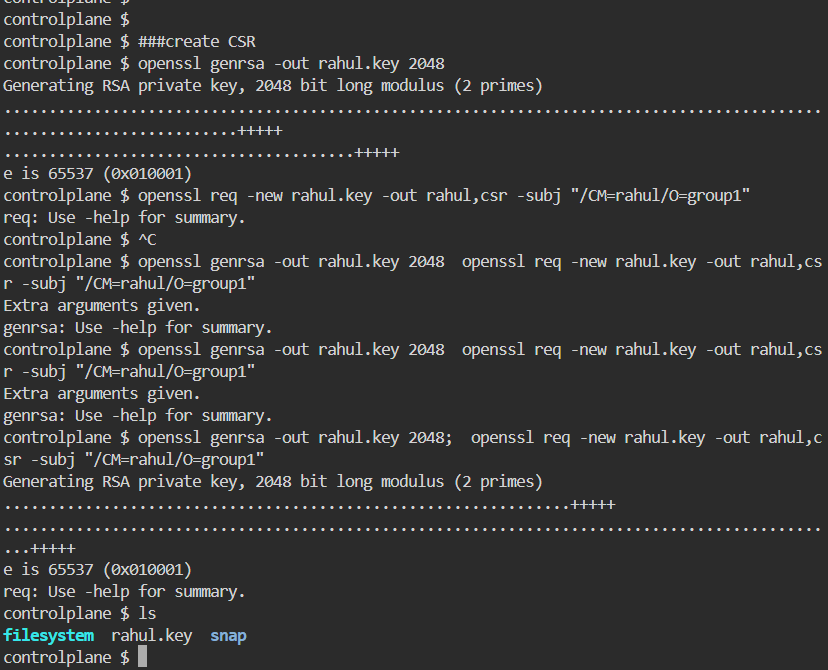 controlplane $
controlplane $
controlplane $ ###create CSR
controlplane $ openssl genrsa -out rahul.key 2048
Generating RSA private key, 2048 bit long modulus (2 primes)
...........................................................................................
..........................+++++
.......................................+++++
e is 65537 (0x010001)
controlplane $ openssl req -new rahul.key -out rahul,csr -subj "/CM=rahul/O=group1"
req: Use -help for summary.
controlplane $ ^C
controlplane $ openssl genrsa -out rahul.key 2048  openssl req -new rahul.key -out rahul,cs
r -subj "/CM=rahul/O=group1"
Extra arguments given.
genrsa: Use -help for summary.
controlplane $ openssl genrsa -out rahul.key 2048  openssl req -new rahul.key -out rahul,cs
r -subj "/CM=rahul/O=group1"
Extra arguments given.
genrsa: Use -help for summary.
controlplane $ openssl genrsa -out rahul.key 2048;  openssl req -new rahul.key -out rahul,c
sr -subj "/CM=rahul/O=group1"
Generating RSA private key, 2048 bit long modulus (2 primes)
...............................................................+++++
...........................................................................................
...+++++
e is 65537 (0x010001)
req: Use -help for summary.
controlplane $ ls
filesystem  rahul.key  snap
controlplane $